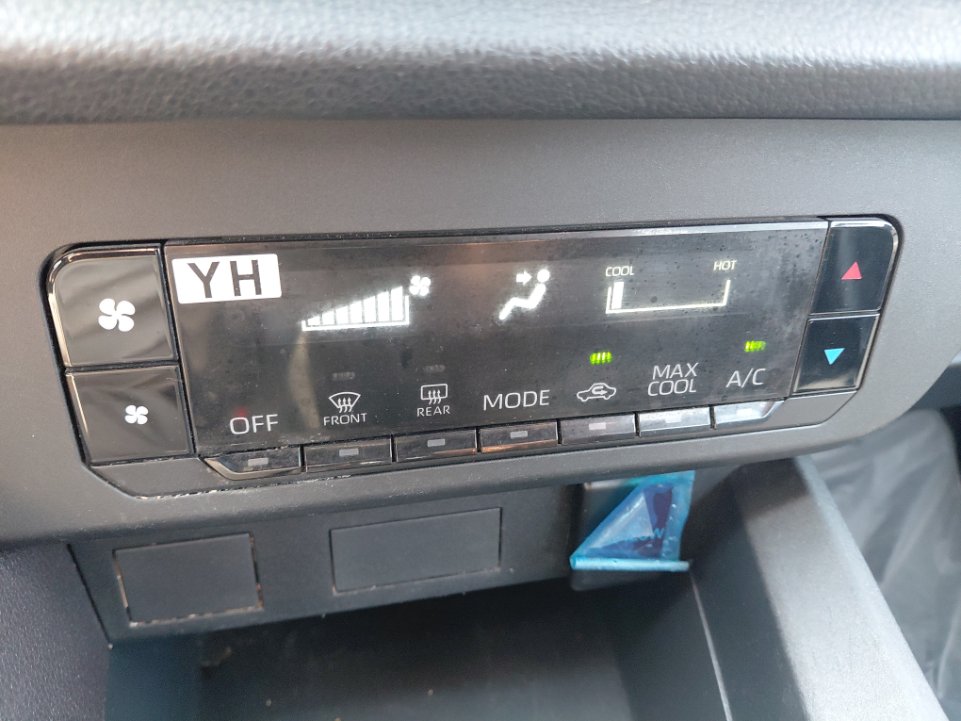 YH
COOL HOT
OFF
FRONT
REAR
MODE
MAX
COOL
A/C